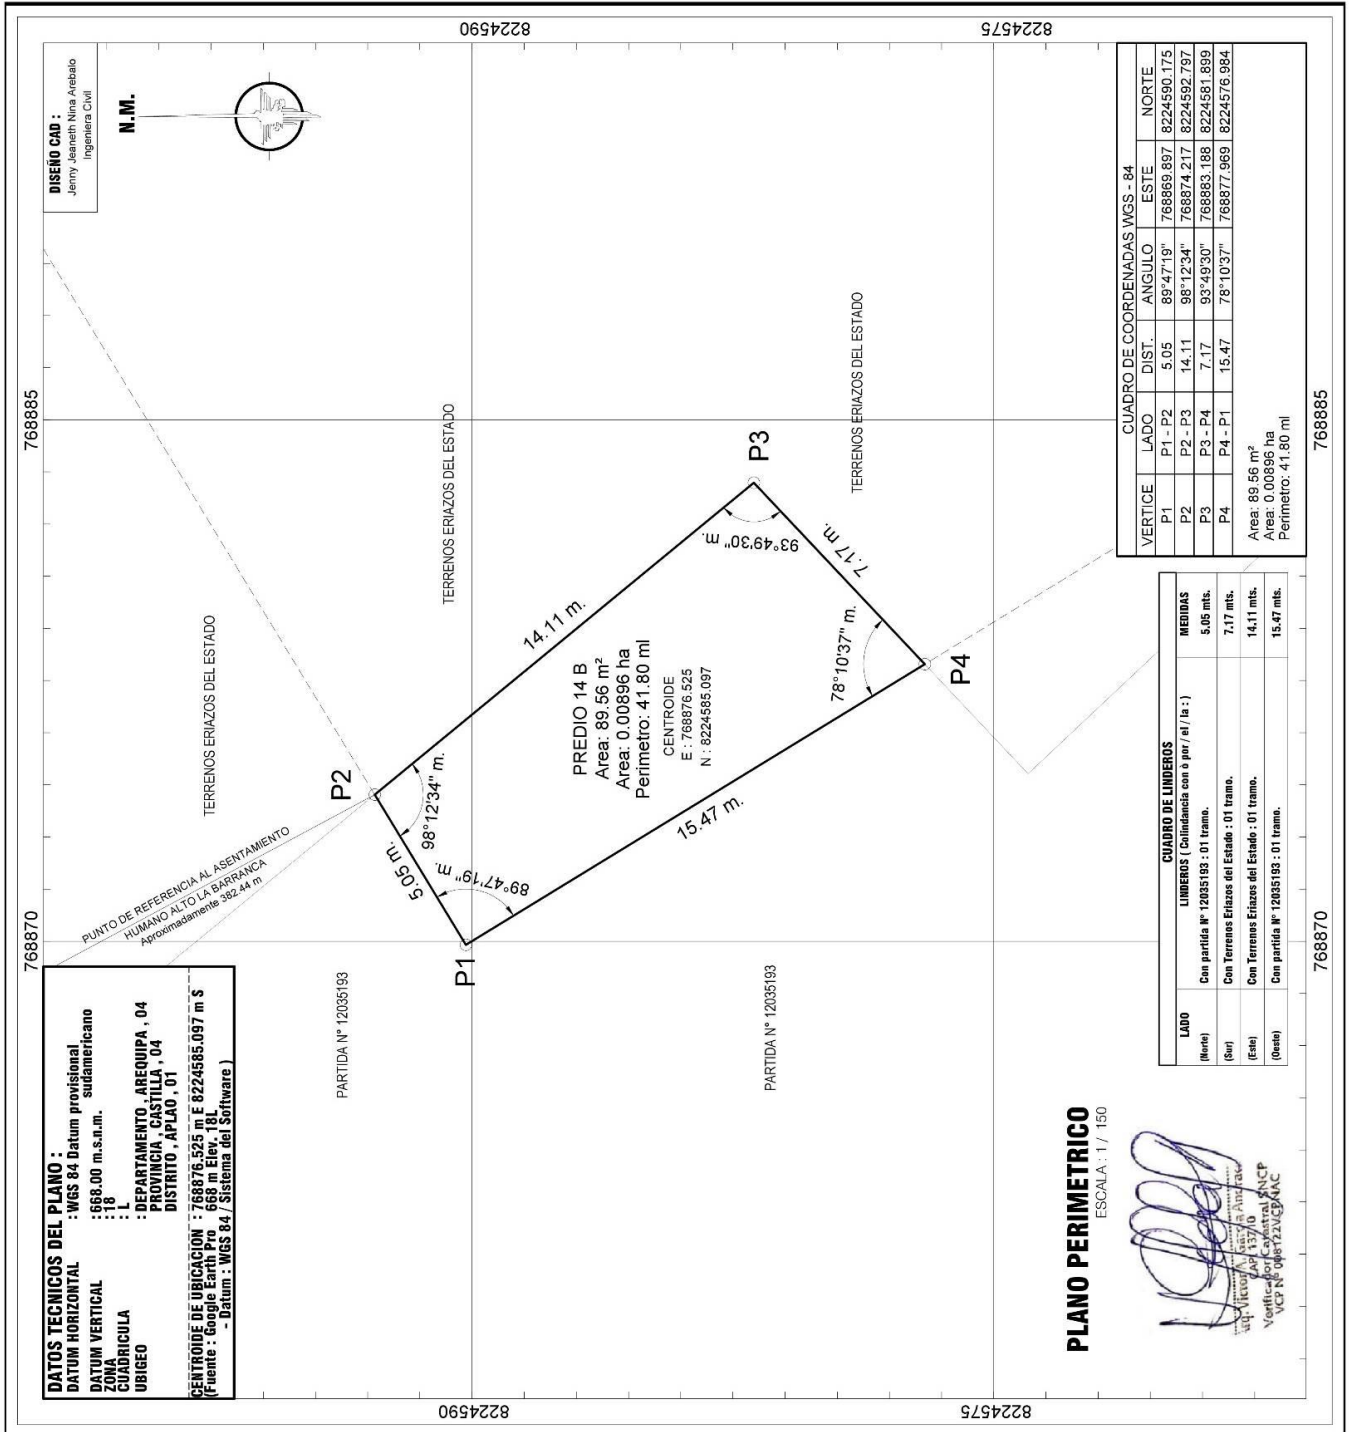 DATOS TECNICOS DEL PLANO :
DATUM HORIZONTAL : WGS 84 Datum provisional
sudamericano
DATUM VERTICAL : 668.00 m.s.n.m.
ZONA : 18
CUADRICULA : L
UBIGEO : DEPARTAMENTO , AREQUIPA , 04
PROVINCIA , CASTILLA , 04
DISTRITO , APLAO , 01
CENTROIDE DE UBICACIÓN : 768876.525 m E 8224585.097 m S
(Fuente : Google Earth Pro 668 m Elev. 18L
- Datum : WGS 84 / Sistema del Software )
768870
768885
DISEÑO CAD :
Jenny Jeaneth Nina Arebalo
Ingeniera Civil
N.M.
PUNTO DE REFERENCIA AL ASENTAMIENTO
HUMANO ALTO LA BARRANCA
Aproximadamente 382.44 m
TERRENOS ERIAZOS DEL ESTADO
PARTIDA N° 12035193
P2
TERRENOS ERIAZOS DEL ESTADO
8224590
8224590
P1
5.05 m.
98°12'34" m.
89°47'19" m.
14.11 m.
PREDIO 14 B
Area: 89.56 m²
Area: 0.00896 ha
Perimetro: 41.80 ml
CENTROIDE
E : 768876.525
N : 8224585.097
15.47 m.
93°49'30" m.
P3
7.17 m.
78°10'37" m.
P4
PARTIDA N° 12035193
TERRENOS ERIAZOS DEL ESTADO
8224575
8224575
PLANO PERIMETRICO
ESCALA : 1 / 150
CAP 13710
Verificador Catastral SNCP
CUADRO DE LINDEROS
LADO LINDEROS ( Colindancia con ò por / el / la : ) MEDIDAS
(Norte) Con partida N° 12035193 : 01 tramo. 5.05 mts.
(Sur) Con Terrenos Eriazos del Estado : 01 tramo. 7.17 mts.
(Este) Con Terrenos Eriazos del Estado : 01 tramo. 14.11 mts.
(Oeste) Con partida N° 12035193 : 01 tramo. 15.47 mts.
CUADRO DE COORDENADAS WGS - 84
VERTICE LADO DIST. ANGULO ESTE NORTE
P1 P1 - P2 5.05 89°47'19" 768869.897 8224590.175
P2 P2 - P3 14.11 98°12'34" 768874.217 8224592.797
P3 P3 - P4 7.17 93°49'30" 768883.188 8224581.899
P4 P4 - P1 15.47 78°10'37" 768877.969 8224576.984
Area: 89.56 m²
Area: 0.00896 ha
Perimetro: 41.80 ml
768870
768885